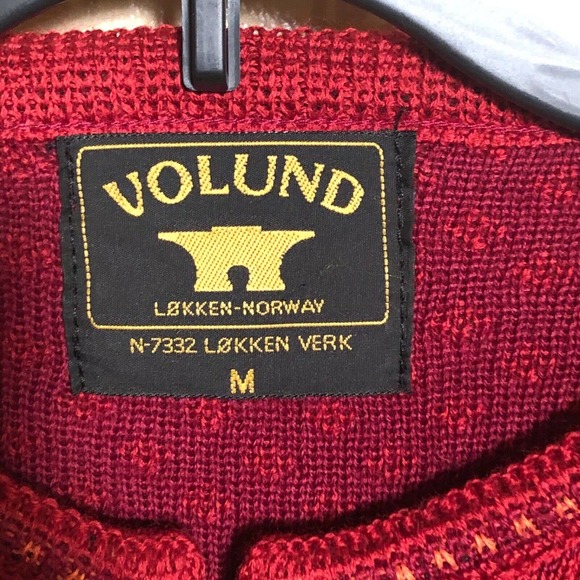 VOLUND
LØKKEN-NORWAY
N-7332 LØKKEN VERK
M